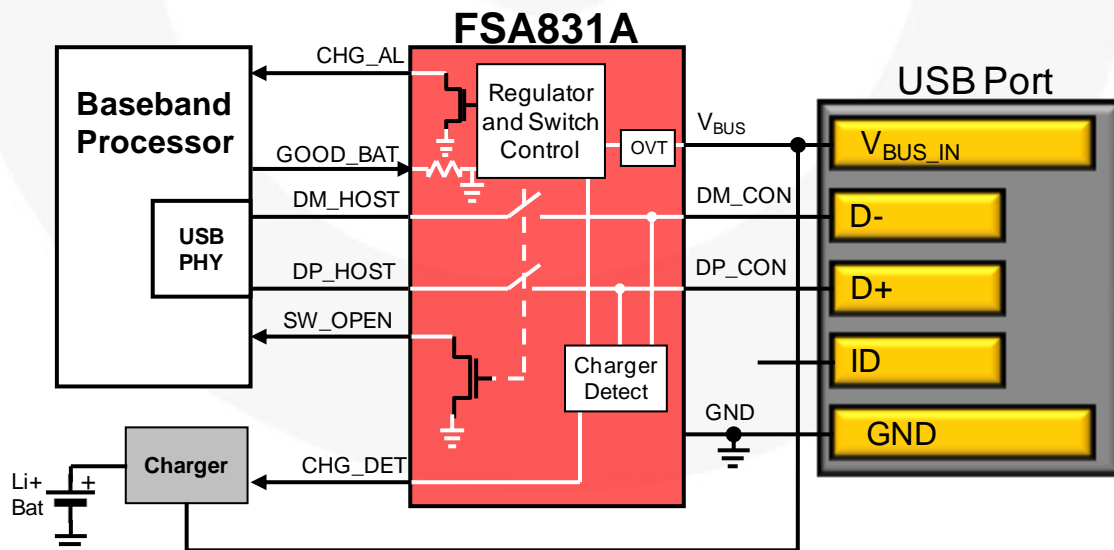 FSA831A
USB Port
Baseband
Processor
USB
PHY
CHG_AL
GOOD_BAT
DM_HOST
DP_HOST
SW_OPEN
CHG_DET
Regulator
and Switch
Control
OVT
Charger
Detect
VBUS
DM_CON
DP_CON
GND
VBUS_IN
D-
D+
ID
GND
Charger
Li+
Bat
+